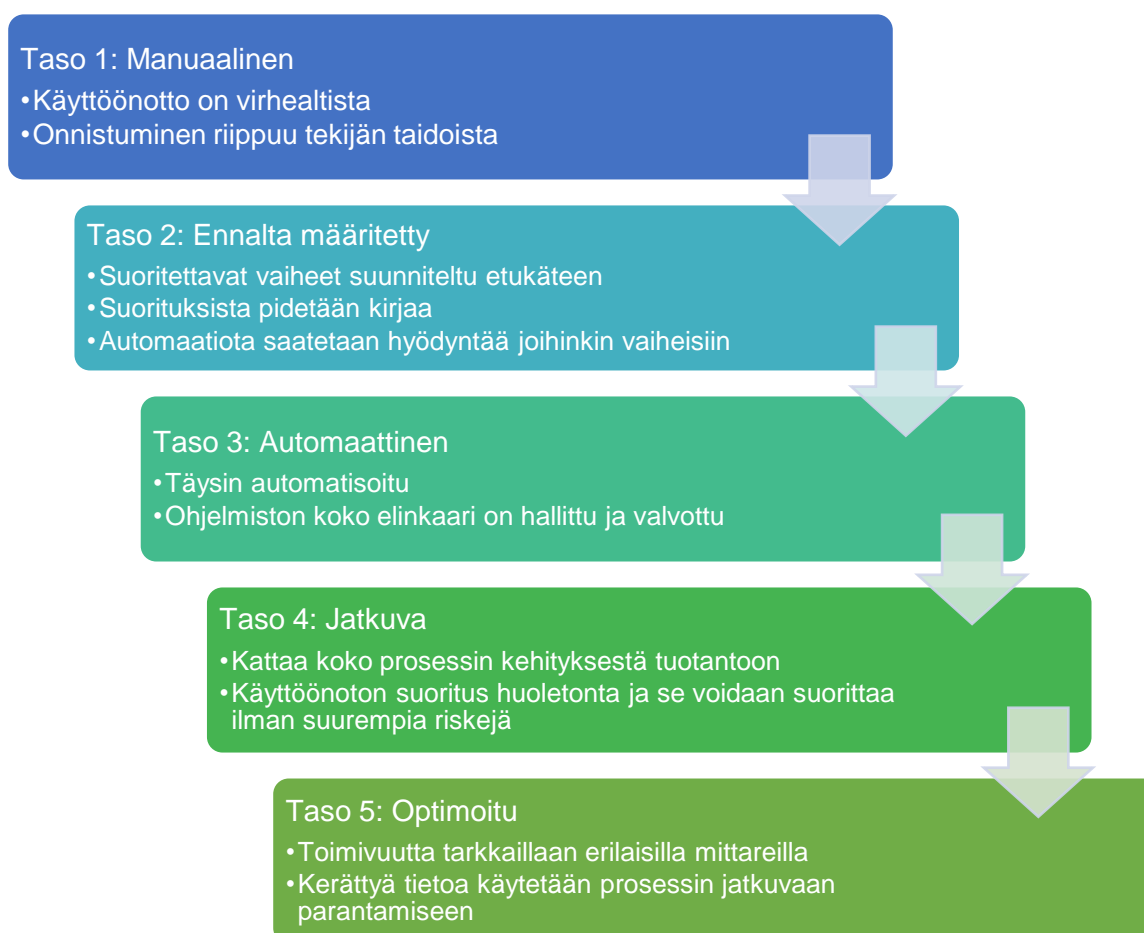 Taso 1: Manuaalinen
•Käyttöönotto on virhealtista
•Onnistuminen riippuu tekijän taidoista
Taso 2: Ennalta määritetty
•Suoritettavat vaiheet suunniteltu etukäteen
•Suorituksista pidetään kirjaa
•Automaatiota saatetaan hyödyntää joihinkin vaiheisiin
Taso 3: Automaattinen
•Täysin automatisoitu
•Ohjelmiston koko elinkaari on hallittu ja valvottu
Taso 4: Jatkuva
•Kattaa koko prosessin kehityksestä tuotantoon
•Käyttöönoton suoritus huoletonta ja se voidaan suorittaa
ilman suurempia riskejä
Taso 5: Optimoitu
•Toimivuutta tarkkaillaan erilaisilla mittareilla
•Kerättyä tietoa käytetään prosessin jatkuvaan
parantamiseen